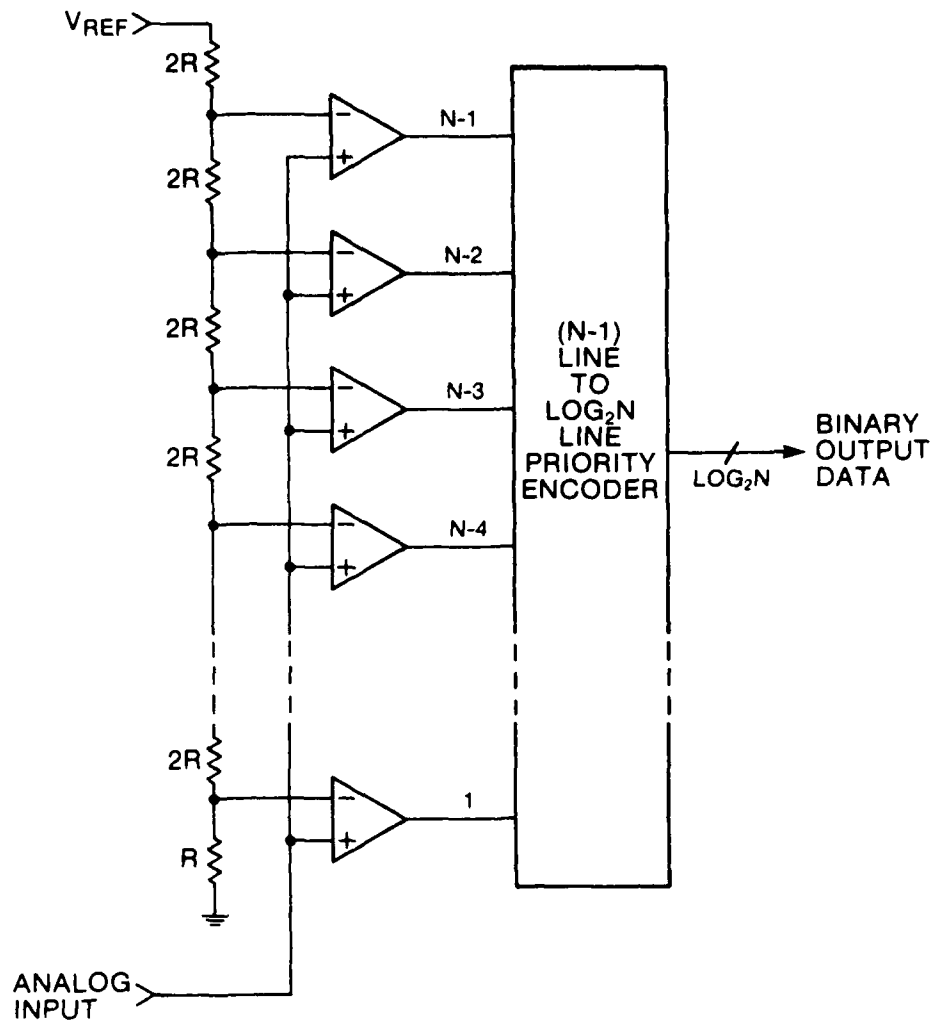 VREF
2R
− N-1
+
2R
− N-2
+
2R
− N-3
+
2R
− N-4
+
(N-1)
LINE
TO
LOG₂N
LINE
PRIORITY
ENCODER
LOG₂N
BINARY
OUTPUT
DATA
2R
− 1
+
R
ANALOG
INPUT